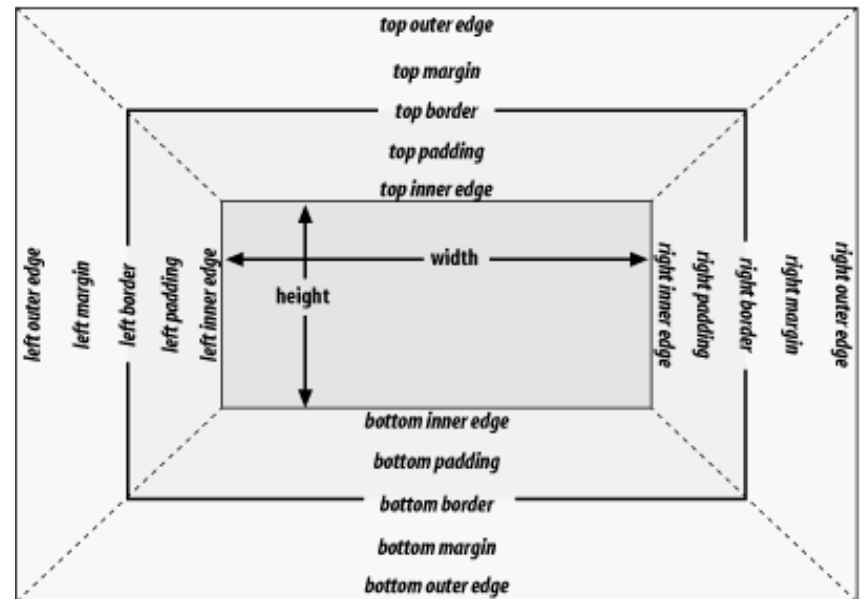 top outer edge
top margin
top border
top padding
top inner edge
left outer edge
left margin
left border
left padding
left inner edge
width
height
right inner edge
right padding
right border
right margin
right outer edge
bottom inner edge
bottom padding
bottom border
bottom margin
bottom outer edge